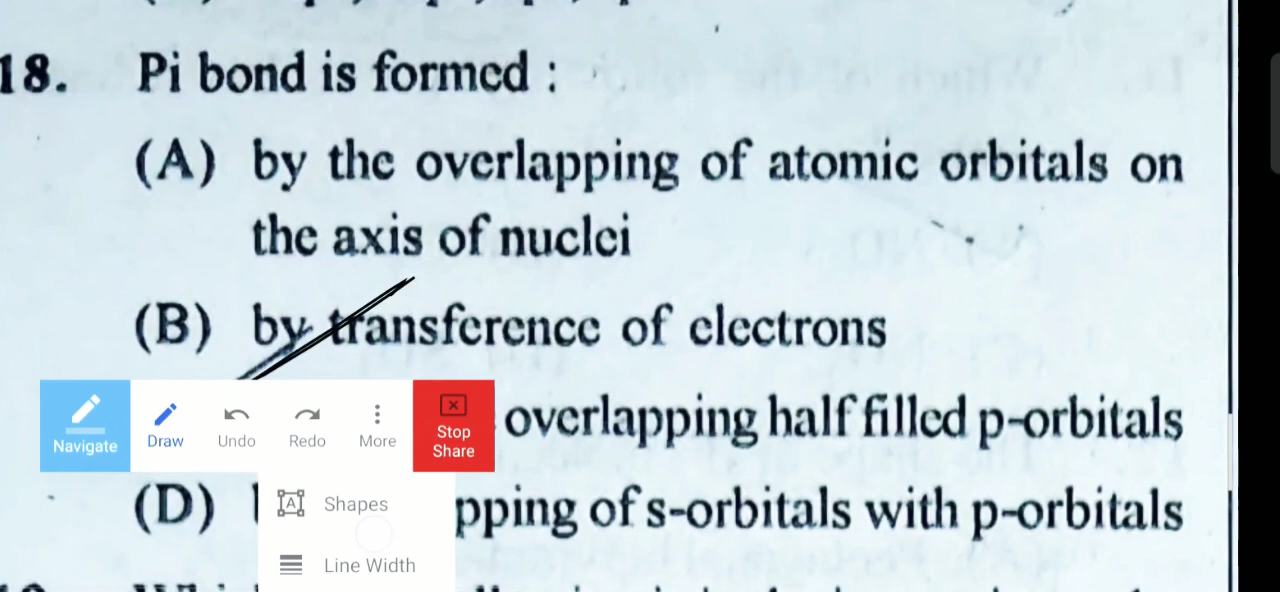 18. Pi bond is formed :
(A) by the overlapping of atomic orbitals on
the axis of nuclei
(B) by transference of electrons
overlapping half filled p-orbitals
(D) pping of s-orbitals with p-orbitals
Navigate
Draw
Undo
Redo
More
Stop
Share
Shapes
Line Width